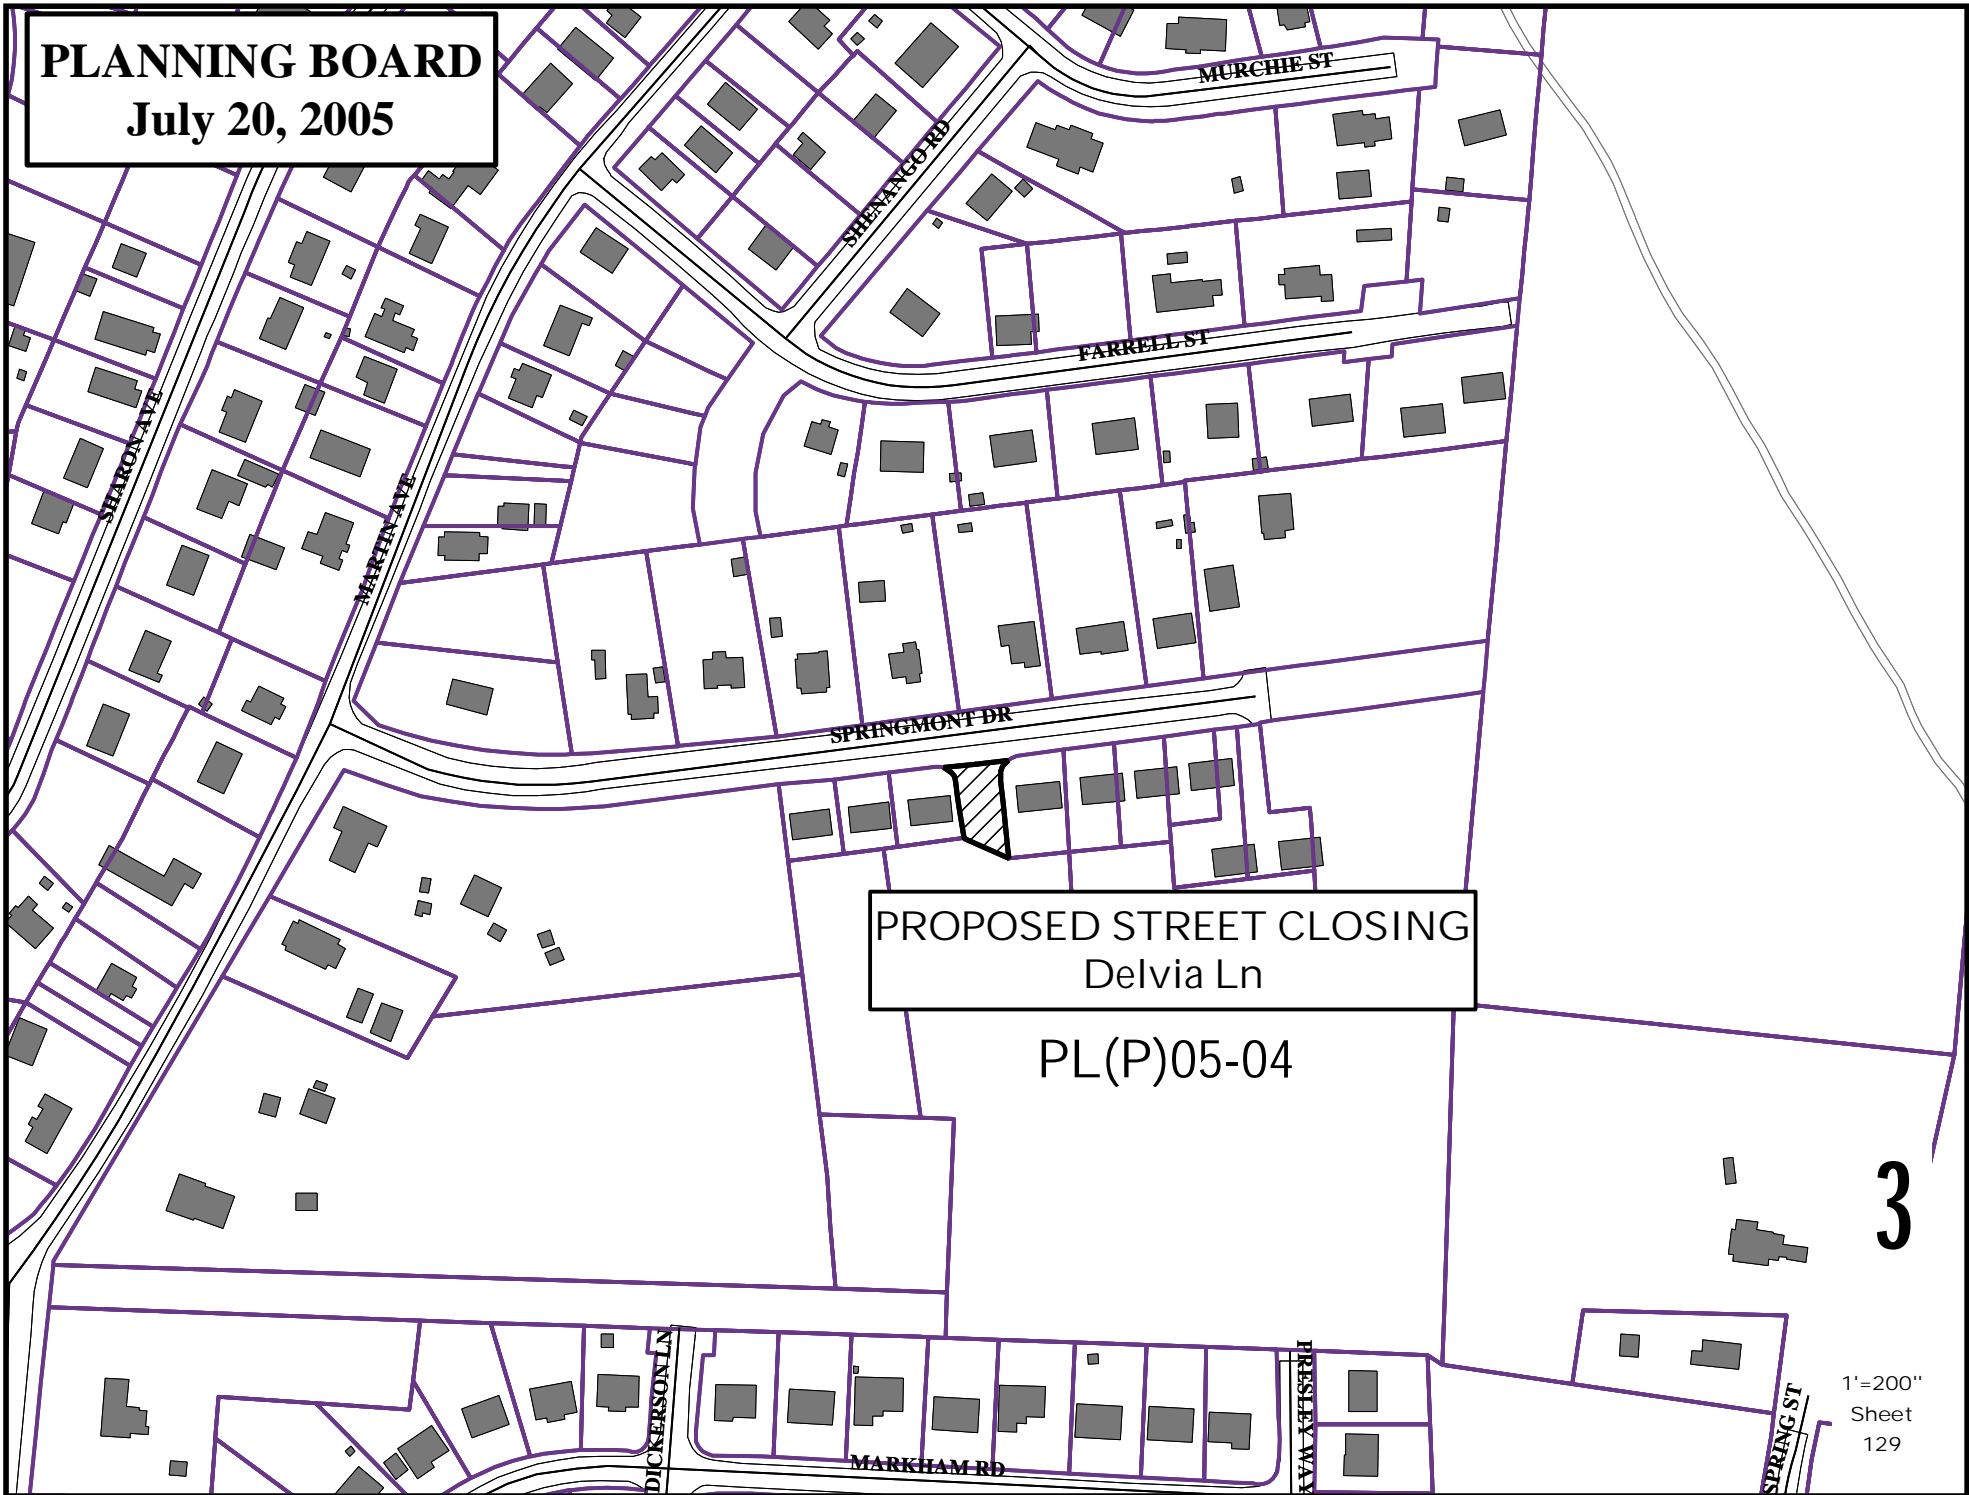 PLANNING BOARD
July 20, 2005
MURCHIE ST
SHENANGO RD
FARRELL ST
SHARON AVE
MARTIN AVE
SPRINGMONT DR
PROPOSED STREET CLOSING
Delvia Ln
PL(P)05-04
3
DICKERSON LN
MARKHAM RD
PRESLEY WAY
SPRING ST
1'=200''
Sheet
129